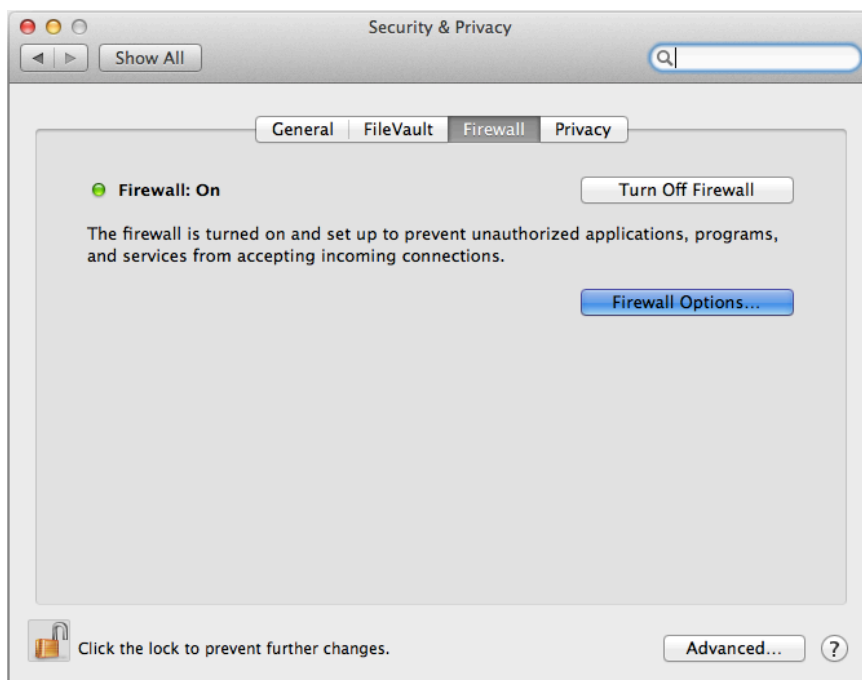 Security & Privacy
Show All
General FileVault Firewall Privacy
Firewall: On
Turn Off Firewall
The firewall is turned on and set up to prevent unauthorized applications, programs,
and services from accepting incoming connections.
Firewall Options...
Click the lock to prevent further changes.
Advanced...
?